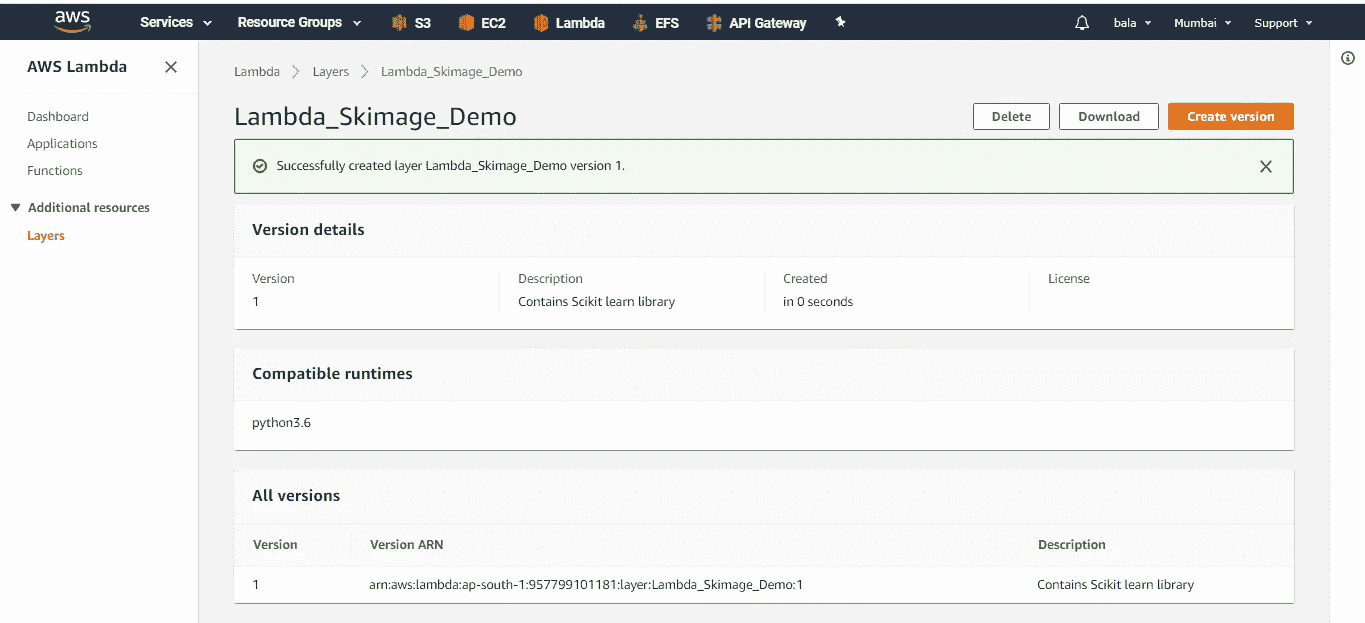 aws Services Resource Groups S3 EC2 Lambda EFS API Gateway bala Mumbai Support
AWS Lambda
Dashboard
Applications
Functions
Additional resources
Layers
Lambda Layers Lambda_Skimage_Demo
Lambda_Skimage_Demo
Delete Download Create version
Successfully created layer Lambda_Skimage_Demo version 1.
Version details
Version Description Created License
1 Contains Scikit learn library in 0 seconds
Compatible runtimes
python3.6
All versions
Version Version ARN Description
1 arn:aws:lambda:ap-south-1:957799101181:layer:Lambda_Skimage_Demo:1 Contains Scikit learn library